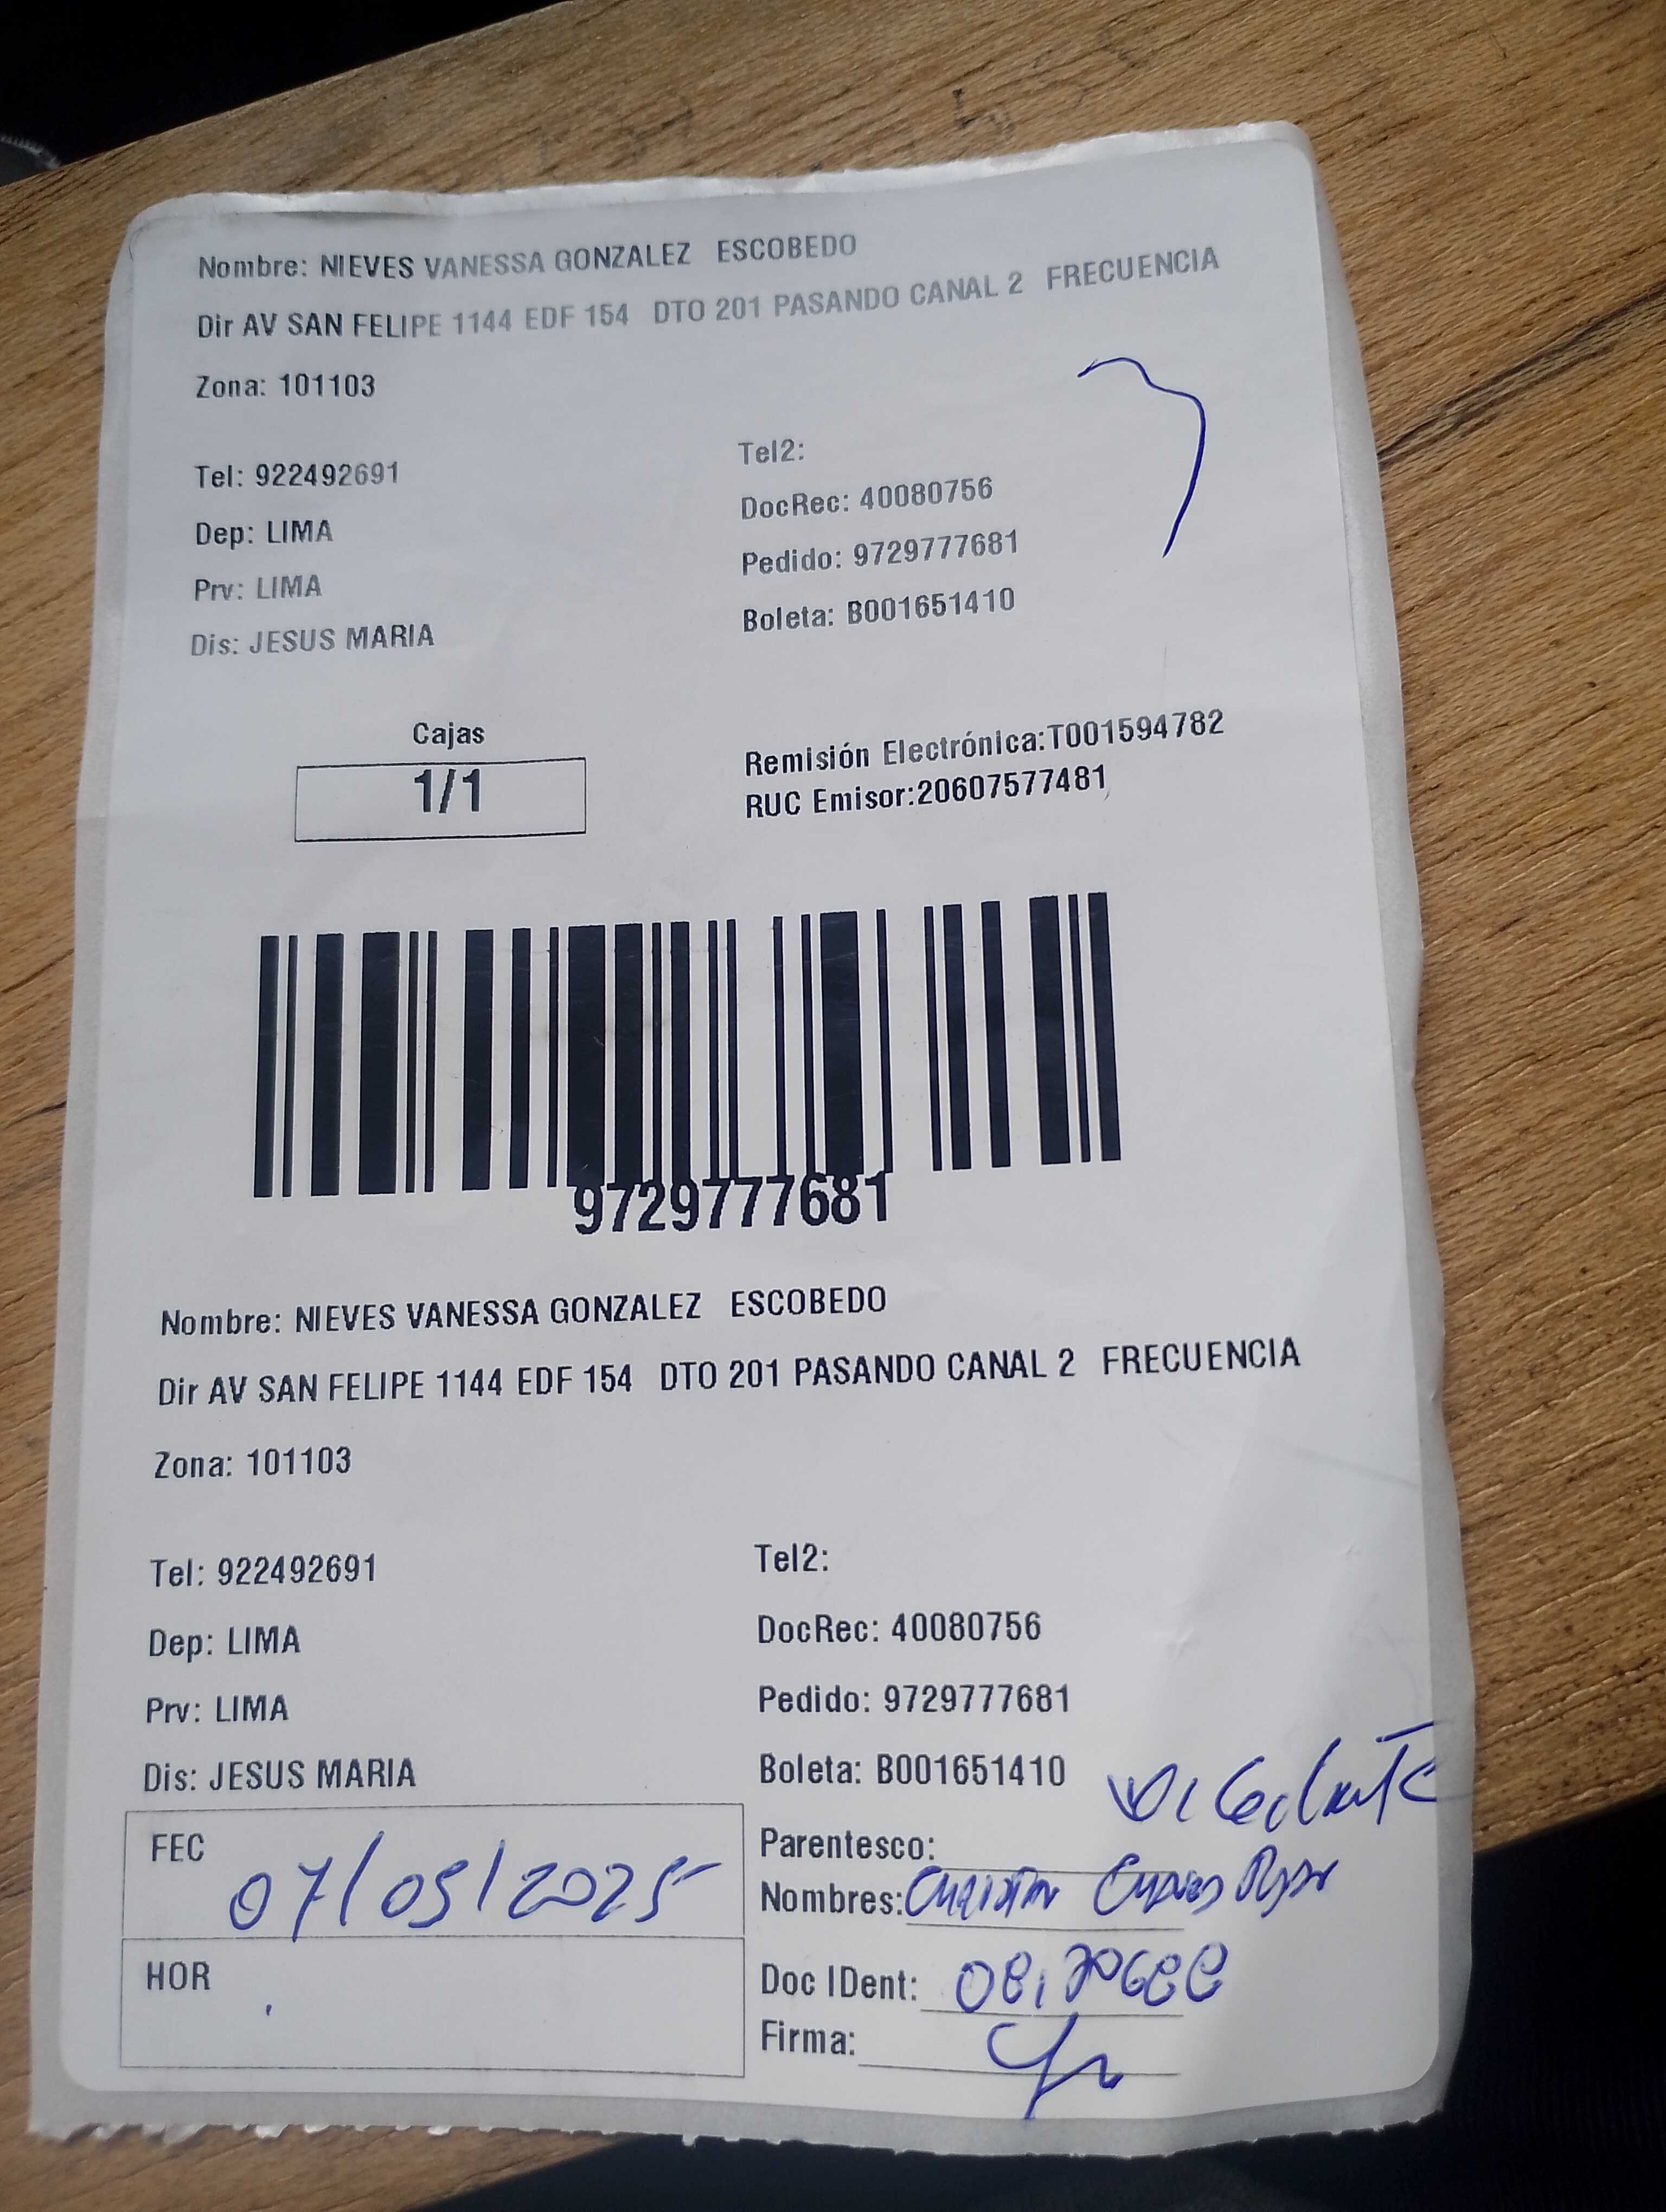 Nombre: NIEVES VANESSA GONZALEZ ESCOBEDO
Dir AV SAN FELIPE 1144 EDF 154 DTO 201 PASANDO CANAL 2 FRECUENCIA
Zona: 101103
Tel: 922492691
Dep: LIMA
Prv: LIMA
Dis: JESUS MARIA
Tel2:
DocRec: 40080756
Pedido: 9729777681
Boleta: B001651410
Cajas
1/1
Remisión Electrónica:T001594782
RUC Emisor:20607577481
9729777681
Nombre: NIEVES VANESSA GONZALEZ ESCOBEDO
Dir AV SAN FELIPE 1144 EDF 154 DTO 201 PASANDO CANAL 2 FRECUENCIA
Zona: 101103
Tel: 922492691
Dep: LIMA
Prv: LIMA
Dis: JESUS MARIA
Tel2:
DocRec: 40080756
Pedido: 9729777681
Boleta: B001651410
FEC 07/05/2025
HOR
Parentesco:
Nombres:
Doc IDent:
Firma: